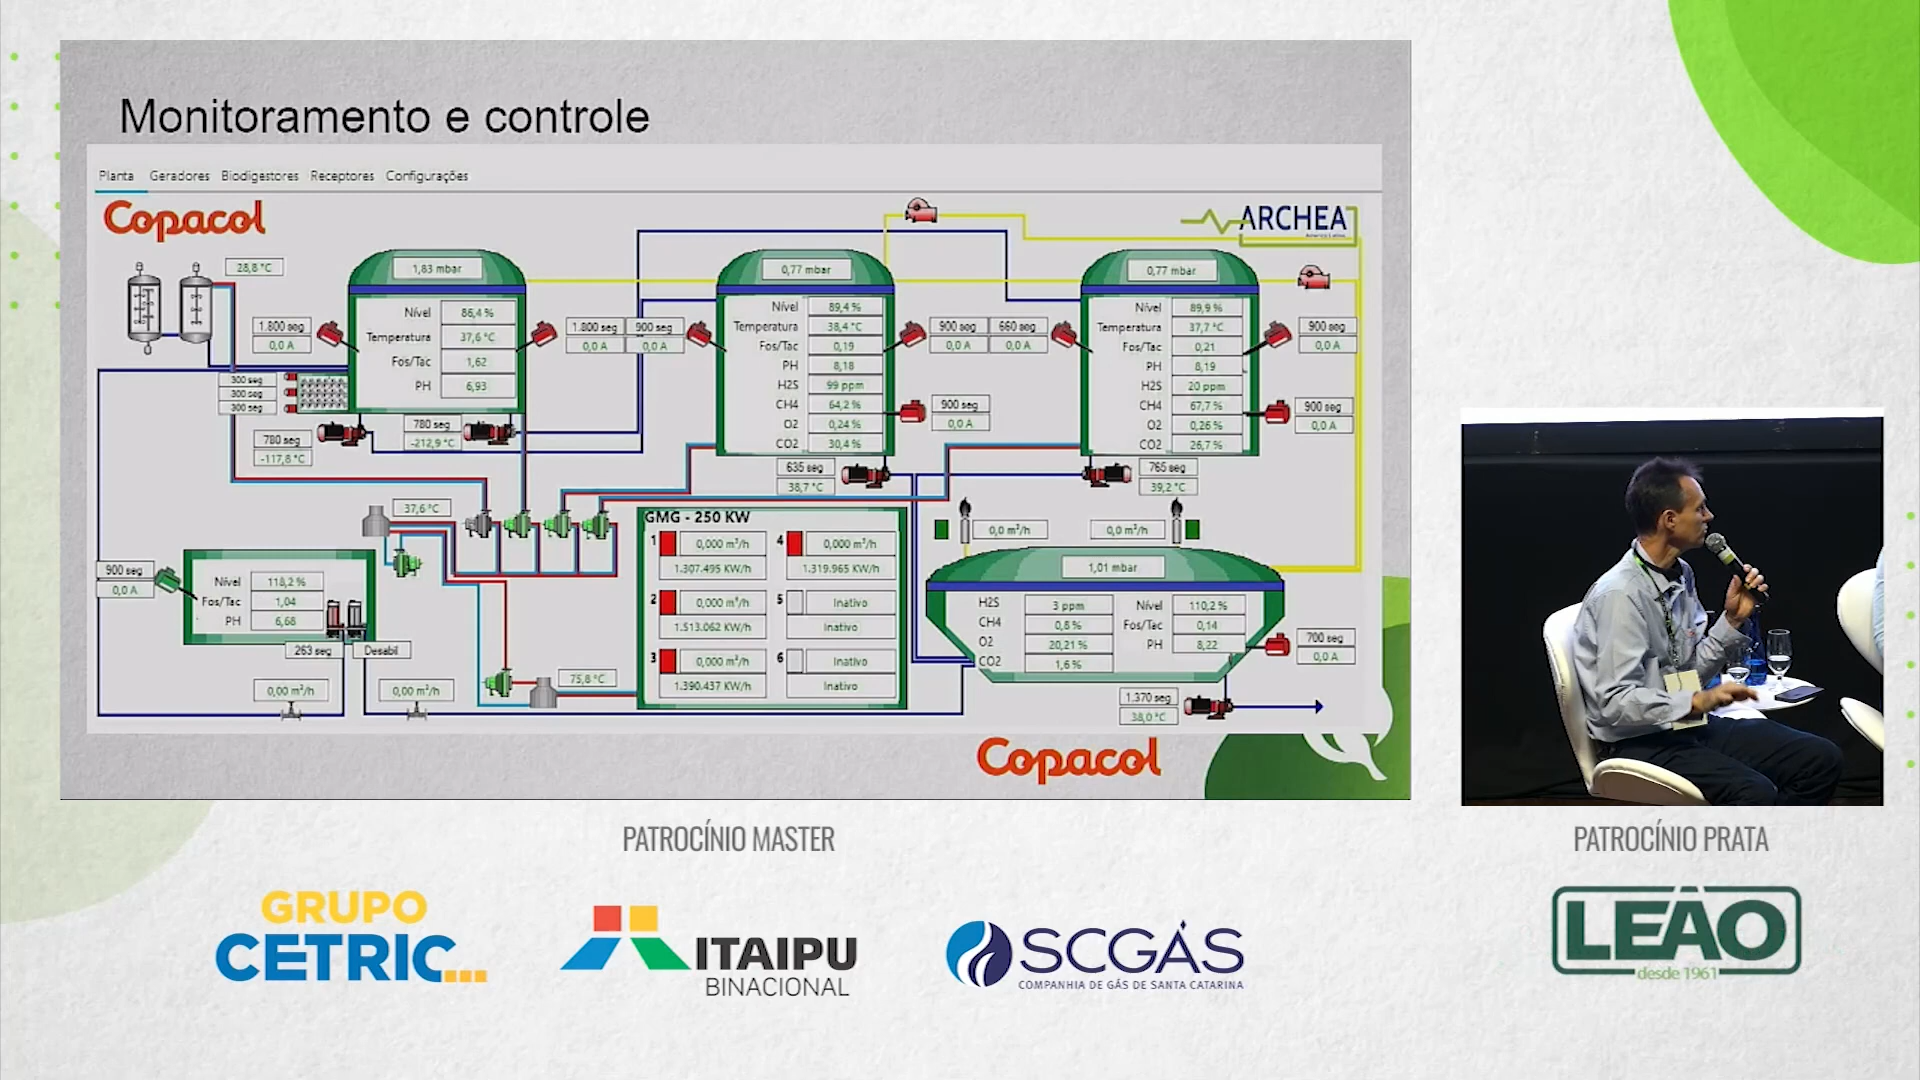 Monitoramento e controle
Planta Geradores Biodigestores Receptores Configurações
Copacol
ARCHEA
28,8 °C
1,83 mbar
0,77 mbar
0,77 mbar
Nível 86,4 %
Temperatura 37,6 °C
Fos/Tac 1,62
PH 6,93
1.800 seg
0,0 A
1.800 seg
0,0 A
900 seg
0,0 A
Nível 89,4 %
Temperatura 38,4 °C
Fos/Tac 0,19
PH 8,18
H2S 99 ppm
CH4 64,2 %
O2 0,24 %
CO2 30,4 %
900 seg
0,0 A
660 seg
0,0 A
900 seg
0,0 A
Nível 89,9 %
Temperatura 37,7 °C
Fos/Tac 0,21
PH 8,19
H2S 20 ppm
CH4 67,7 %
O2 0,26 %
CO2 26,7 %
900 seg
0,0 A
900 seg
0,0 A
300 seg
300 seg
300 seg
780 seg
-117,8 °C
780 seg
-212,9 °C
635 seg
38,7 °C
765 seg
39,2 °C
37,6 °C
900 seg
0,0 A
Nível 118,2 %
Fos/Tac 1,04
PH 6,68
263 seg
Desabil
0,00 m³/h
0,00 m³/h
75,8 °C
GMG - 250 KW
1 0,000 m³/h
1.307.495 KW/h
4 0,000 m³/h
1.319.965 KW/h
2 0,000 m³/h
1.513.062 KW/h
5 Inativo
Inativo
3 0,000 m³/h
1.390.437 KW/h
6 Inativo
Inativo
0,0 m³/h
0,0 m³/h
1,01 mbar
H2S 3 ppm
CH4 0,8 %
O2 20,21 %
CO2 1,6 %
Nível 110,2 %
Fos/Tac 0,14
PH 8,22
700 seg
0,0 A
1.370 seg
38,0 °C
Copacol
PATROCÍNIO MASTER
GRUPO
CETRIC...
ITAIPU
BINACIONAL
SCGÁS
COMPANHIA DE GÁS DE SANTA CATARINA
PATROCÍNIO PRATA
LEÃO
desde 1961